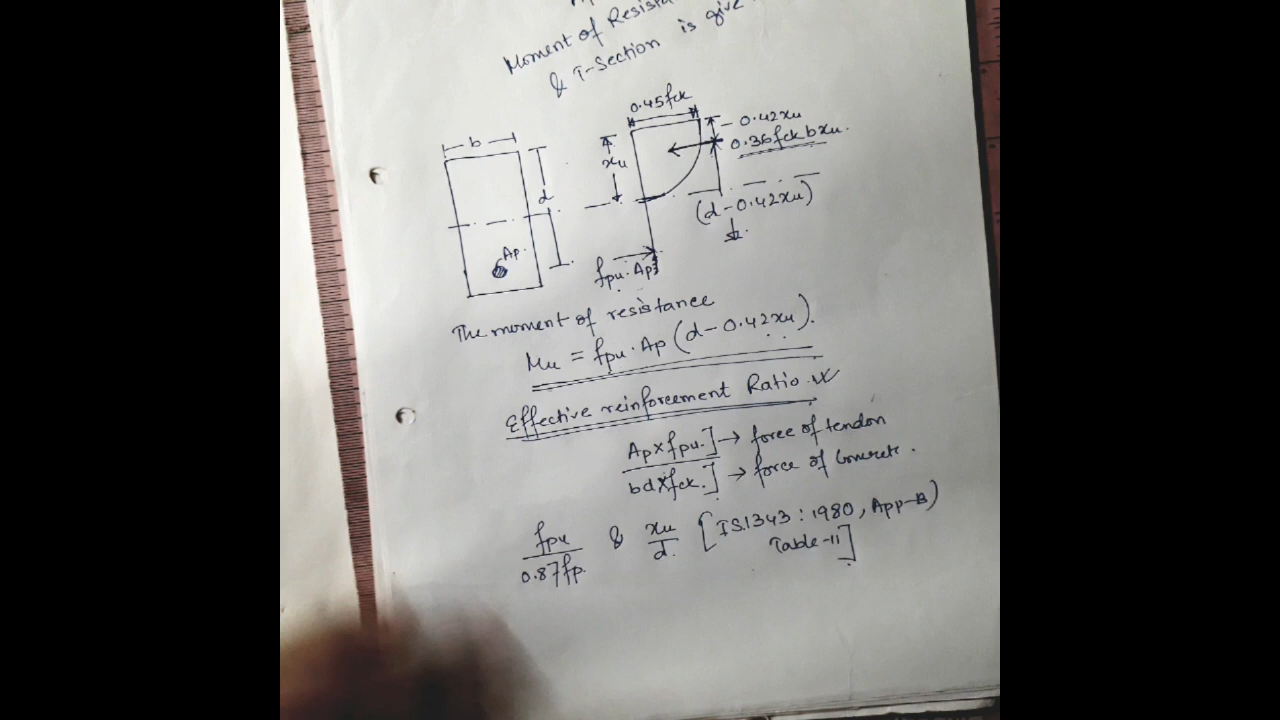 Moment of
& T-Section is give
b
d
Ap.
0.45fck
xu
0.42xu
0.36fck b xu.
(d-0.42xu)
fpu. Ap
The moment of resistance
Mu = fpu. Ap (d-0.42xu).
Effective reinforcement Ratio.
Ap×fpu.] → force of tendon
bd×fck.] → force of concrete.
fpu / 0.87fp. & xu / d. [IS.1343:1980, App-B)
Table-11]